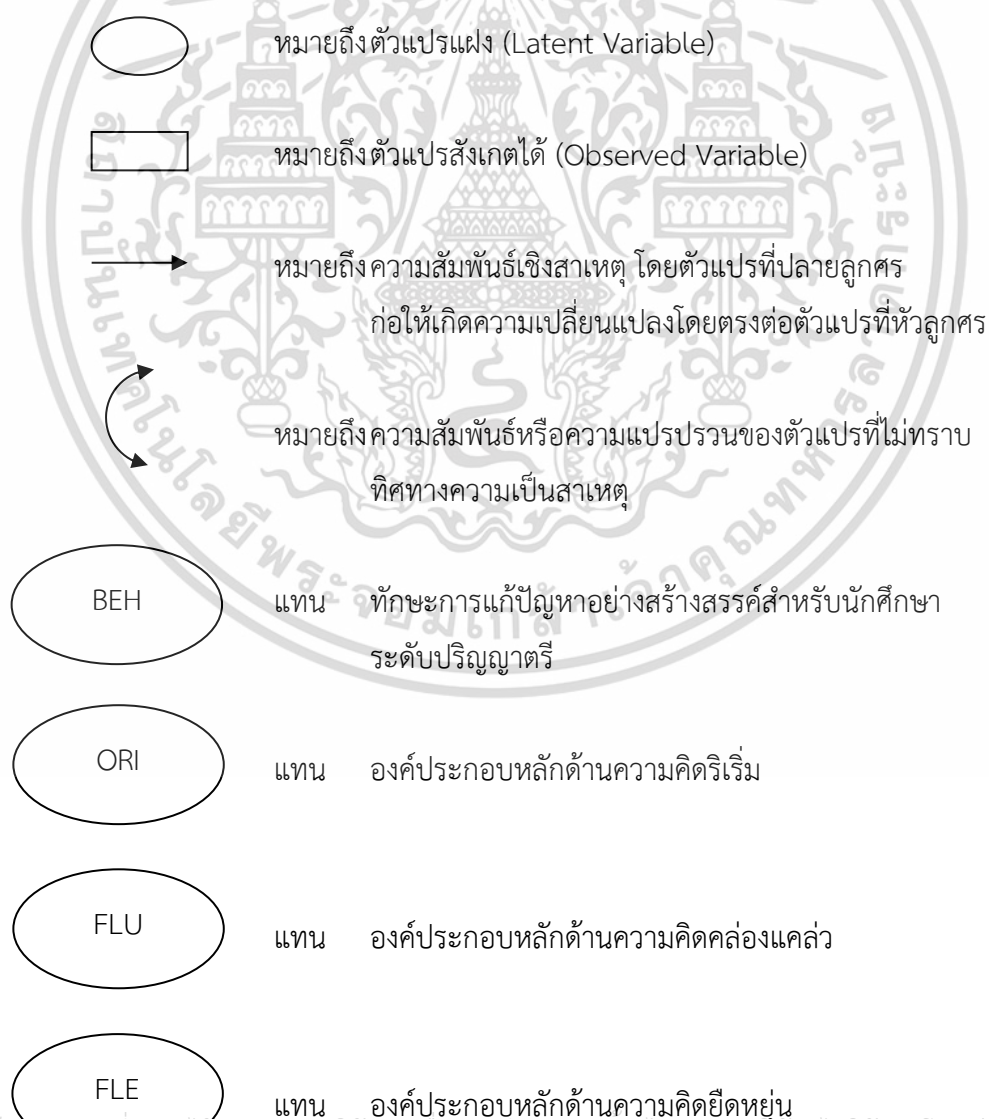 หมายถึง ตัวแปรแฝง (Latent Variable)
หมายถึง ตัวแปรสังเกตได้ (Observed Variable)
หมายถึง ความสัมพันธ์เชิงสาเหตุ โดยตัวแปรที่ปลายลูกศร
ก่อให้เกิดความเปลี่ยนแปลงโดยตรงต่อตัวแปรที่หัวลูกศร
หมายถึง ความสัมพันธ์หรือความแปรปรวนของตัวแปรที่ไม่ทราบ
ทิศทางความเป็นสาเหตุ
BEH แทน ทักษะการแก้ปัญหาอย่างสร้างสรรค์สำหรับนักศึกษา
ระดับปริญญาตรี
ORI แทน องค์ประกอบหลักด้านความคิดริเริ่ม
FLU แทน องค์ประกอบหลักด้านความคิดคล่องแคล่ว
FLE แทน องค์ประกอบหลักด้านความคิดยืดหยุ่น